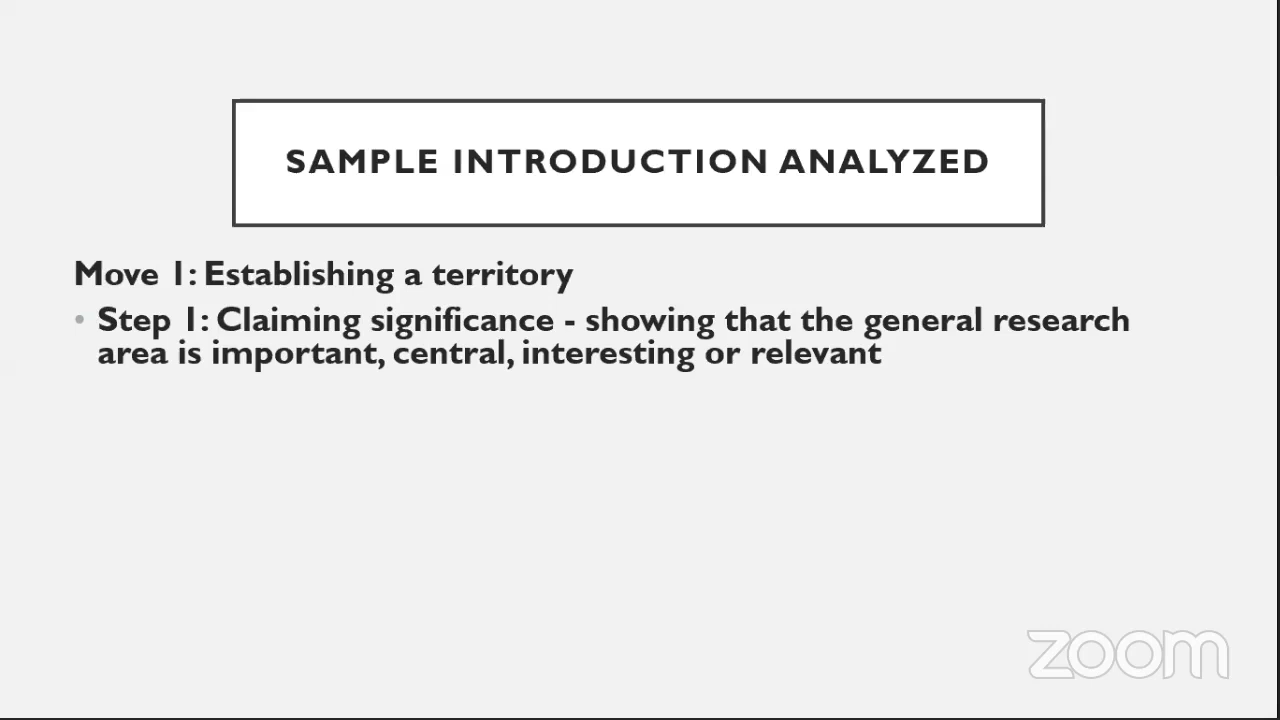 SAMPLE INTRODUCTION ANALYZED
Move 1: Establishing a territory
• Step 1: Claiming significance - showing that the general research
area is important, central, interesting or relevant
zoom